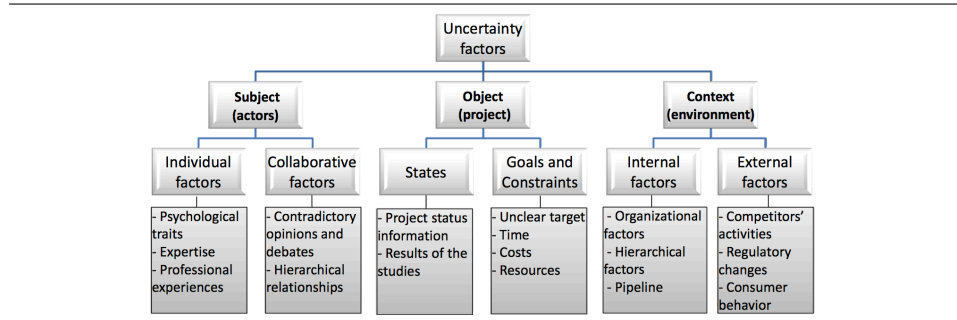 Uncertainty
factors
Subject
(actors)
Object
(project)
Context
(environment)
Individual
factors
Collaborative
factors
States
Goals and
Constraints
Internal
factors
External
factors
- Psychological
traits
- Expertise
- Professional
experiences
- Contradictory
opinions and
debates
- Hierarchical
relationships
- Project status
information
- Results of the
studies
- Unclear target
- Time
- Costs
- Resources
- Organizational
factors
- Hierarchical
factors
- Pipeline
- Competitors’
activities
- Regulatory
changes
- Consumer
behavior